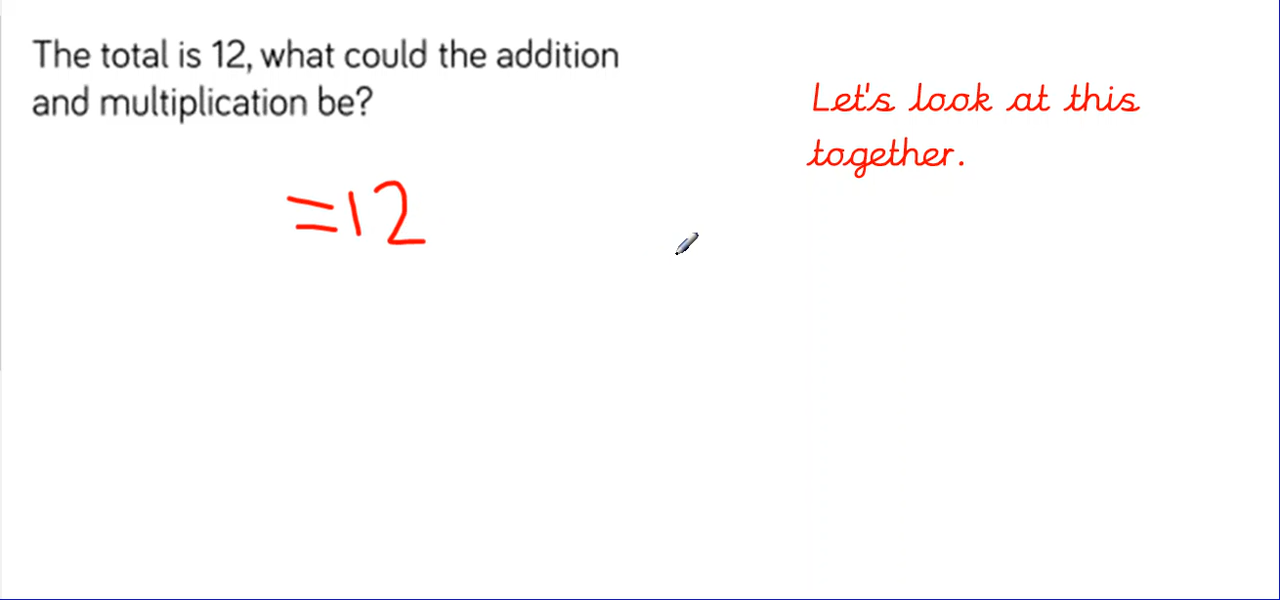 The total is 12, what could the addition
and multiplication be?
Let's look at this
together.
=12